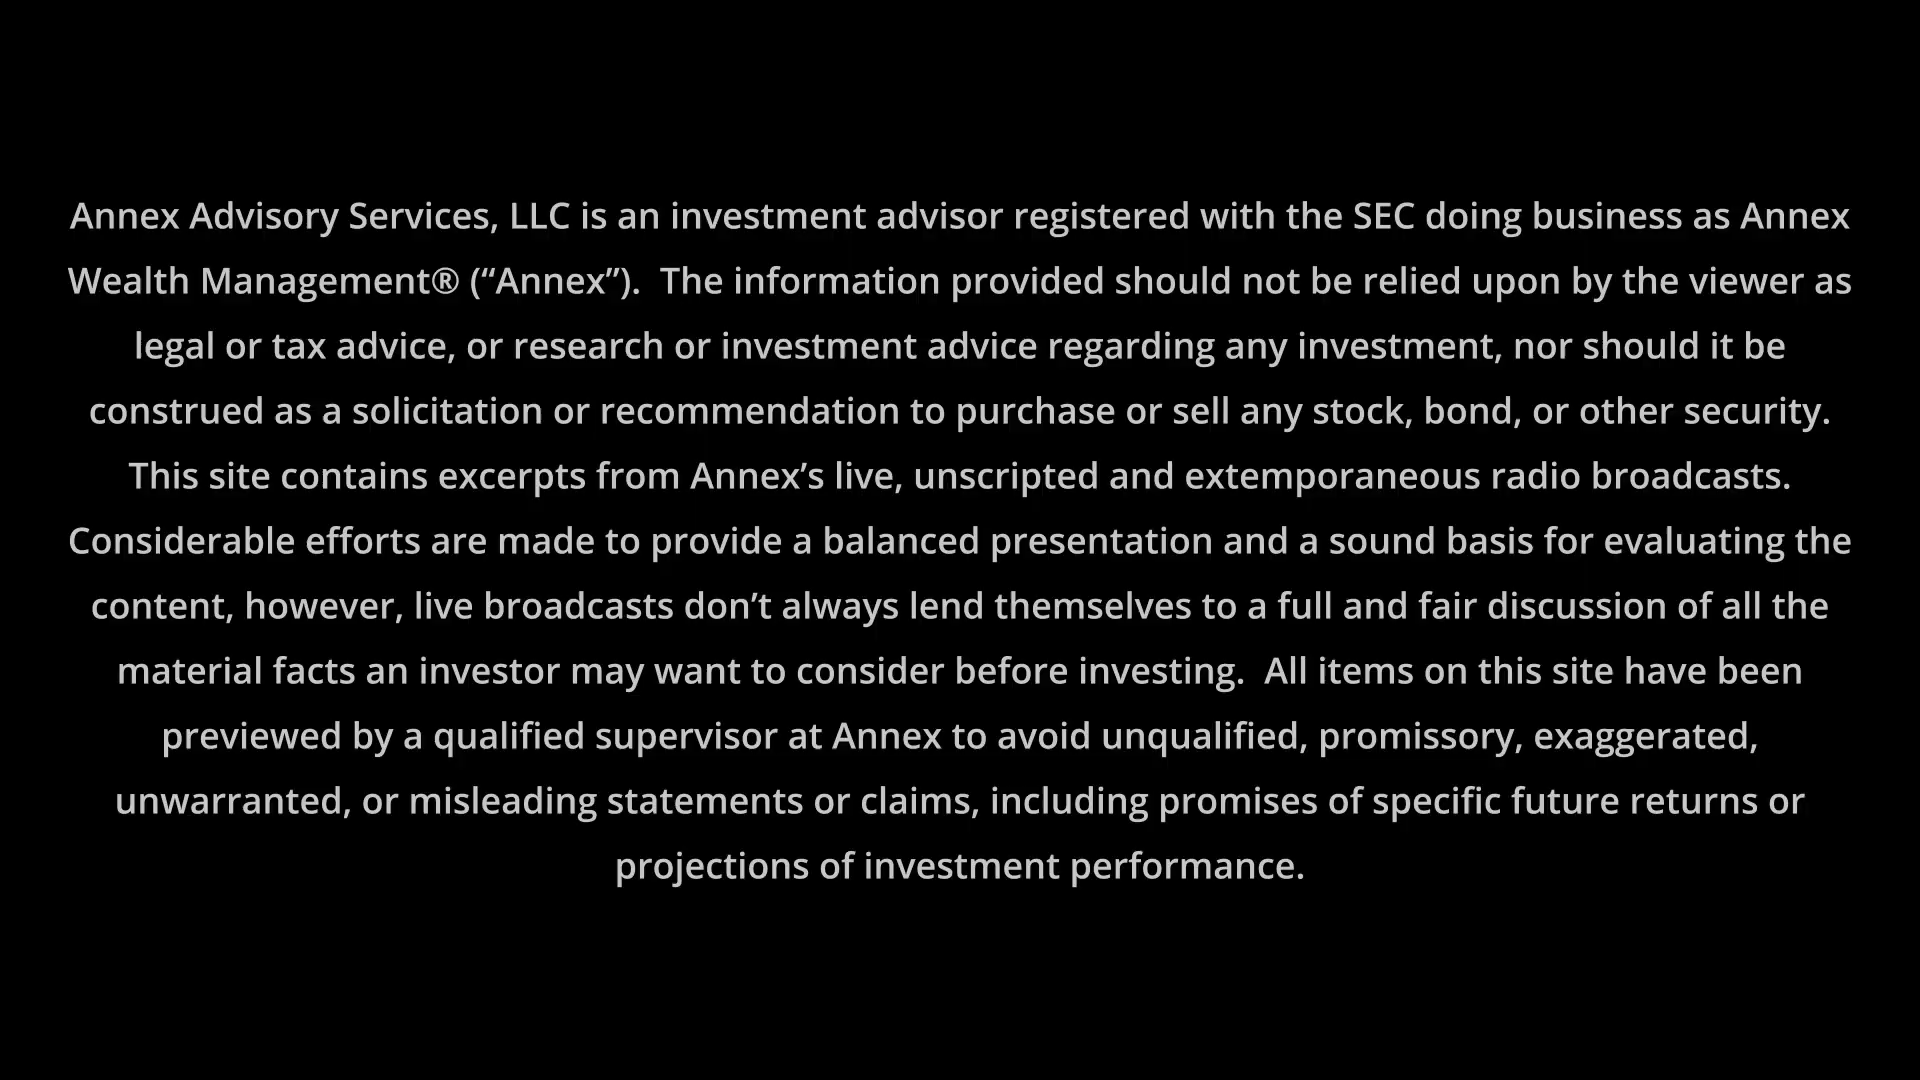 Annex Advisory Services, LLC is an investment advisor registered with the SEC doing business as Annex
Wealth Management® (“Annex”).  The information provided should not be relied upon by the viewer as
legal or tax advice, or research or investment advice regarding any investment, nor should it be
construed as a solicitation or recommendation to purchase or sell any stock, bond, or other security.
This site contains excerpts from Annex’s live, unscripted and extemporaneous radio broadcasts.
Considerable efforts are made to provide a balanced presentation and a sound basis for evaluating the
content, however, live broadcasts don’t always lend themselves to a full and fair discussion of all the
material facts an investor may want to consider before investing.  All items on this site have been
previewed by a qualified supervisor at Annex to avoid unqualified, promissory, exaggerated,
unwarranted, or misleading statements or claims, including promises of specific future returns or
projections of investment performance.